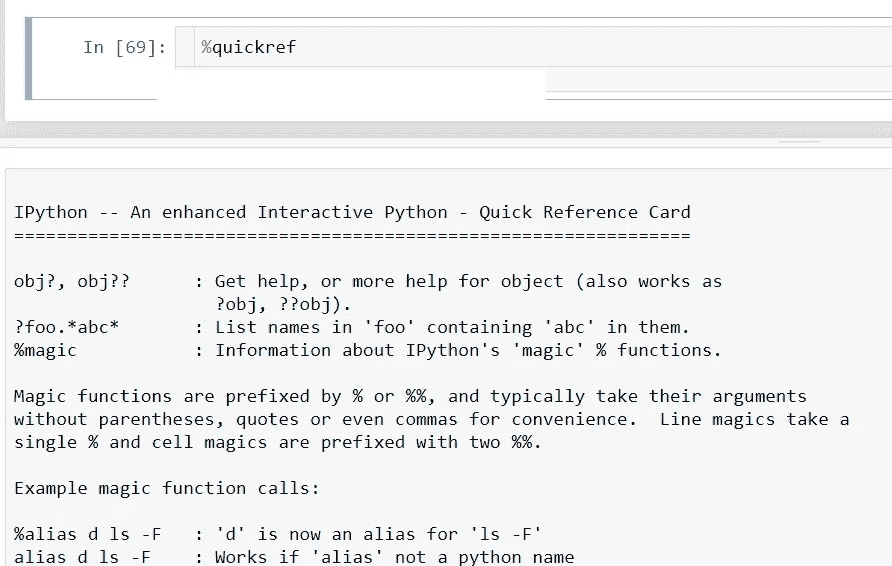 In [69]: %quickref
IPython -- An enhanced Interactive Python - Quick Reference Card
================================================================
obj?, obj??      : Get help, or more help for object (also works as
                   ?obj, ??obj).
?foo.*abc*       : List names in 'foo' containing 'abc' in them.
%magic           : Information about IPython's 'magic' % functions.
Magic functions are prefixed by % or %%, and typically take their arguments
without parentheses, quotes or even commas for convenience.  Line magics take a
single % and cell magics are prefixed with two %%.
Example magic function calls:
%alias d ls -F   : 'd' is now an alias for 'ls -F'
alias d ls -F    : Works if 'alias' not a python name